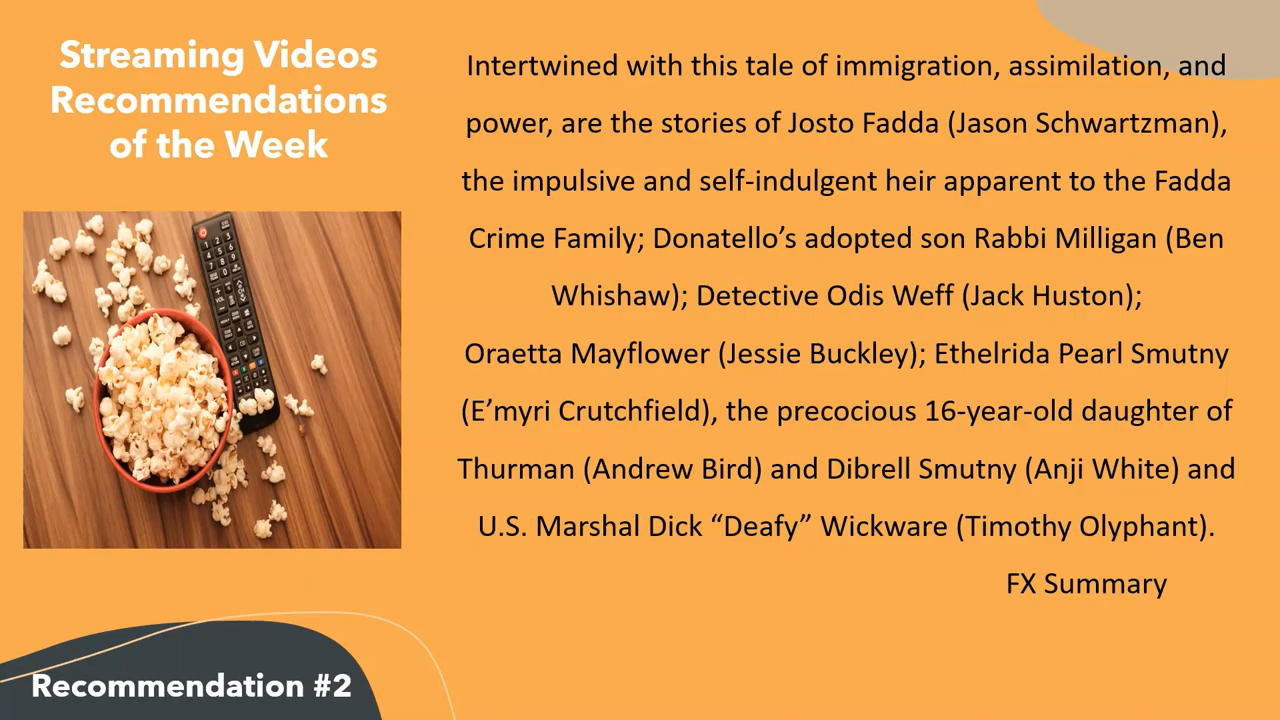 Streaming Videos
Recommendations
of the Week
Intertwined with this tale of immigration, assimilation, and
power, are the stories of Josto Fadda (Jason Schwartzman),
the impulsive and self-indulgent heir apparent to the Fadda
Crime Family; Donatello’s adopted son Rabbi Milligan (Ben
Whishaw); Detective Odis Weff (Jack Huston);
Oraetta Mayflower (Jessie Buckley); Ethelrida Pearl Smutny
(E’myri Crutchfield), the precocious 16-year-old daughter of
Thurman (Andrew Bird) and Dibrell Smutny (Anji White) and
U.S. Marshal Dick “Deafy” Wickware (Timothy Olyphant).
FX Summary
Recommendation #2